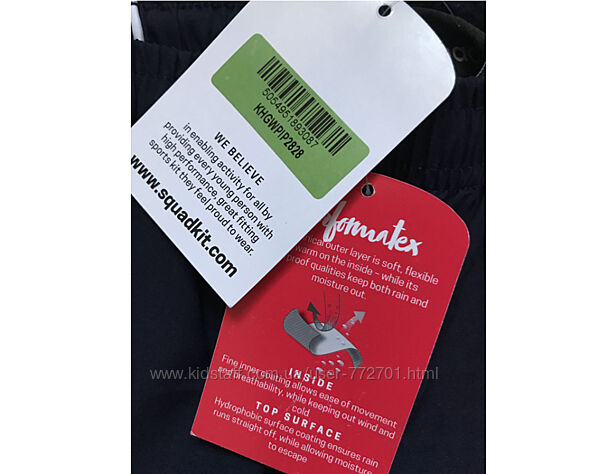 5054951893087
KHGWPIP2828
WE BELIEVE
in enabling activity for all by
providing every young person with
high performance, great fitting
sports kit they feel proud to wear.
www.squadkit.com
outer layer is soft, flexible
warm on the inside – while its
proof qualities keep both rain and
moisture out.
INSIDE
Fine inner coating allows ease of movement
and breathability, while keeping out wind and
cold
TOP SURFACE
Hydrophobic surface coating ensures rain
runs straight off, while allowing moisture
to escape
www.kidstaff.com.ua/user-772701.html